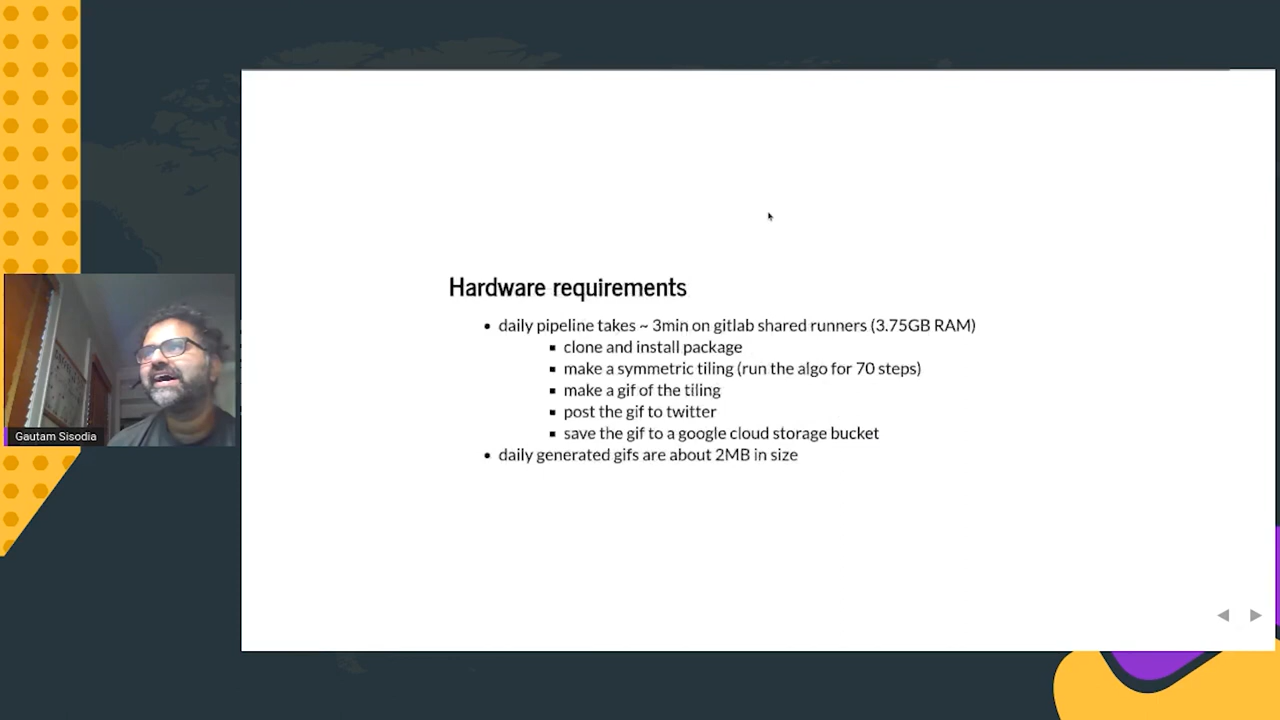 Hardware requirements
daily pipeline takes ~ 3min on gitlab shared runners (3.75GB RAM)
clone and install package
make a symmetric tiling (run the algo for 70 steps)
make a gif of the tiling
post the gif to twitter
save the gif to a google cloud storage bucket
daily generated gifs are about 2MB in size
Gautam Sisodia